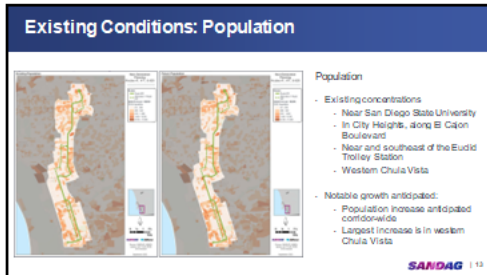 Existing Conditions: Population
Population
- Existing concentrations
- Near San Diego State University
- In City Heights, along El Cajon
Boulevard
- Near and southeast of the Euclid
Trolley Station
- Western Chula Vista
- Notable growth anticipated:
- Population increase anticipated
corridor-wide
- Largest increase is in western
Chula Vista
SANDAG | 13